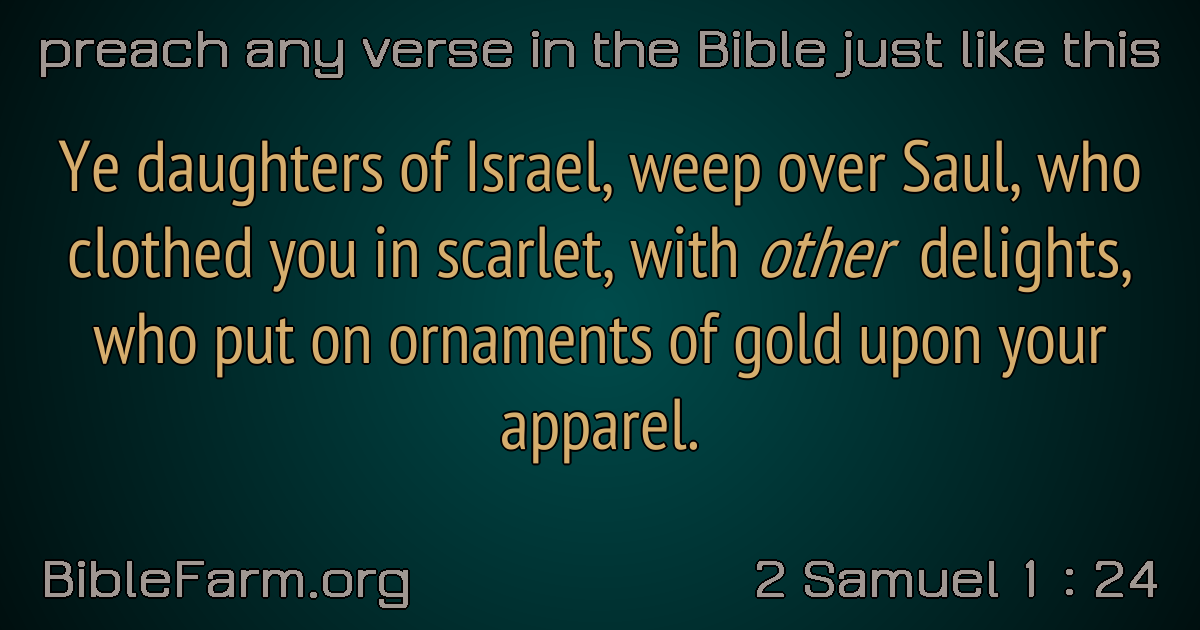 preach any verse in the Bible just like this
Ye daughters of Israel, weep over Saul, who
clothed you in scarlet, with other delights,
who put on ornaments of gold upon your
apparel.
BibleFarm.org
2 Samuel 1 : 24